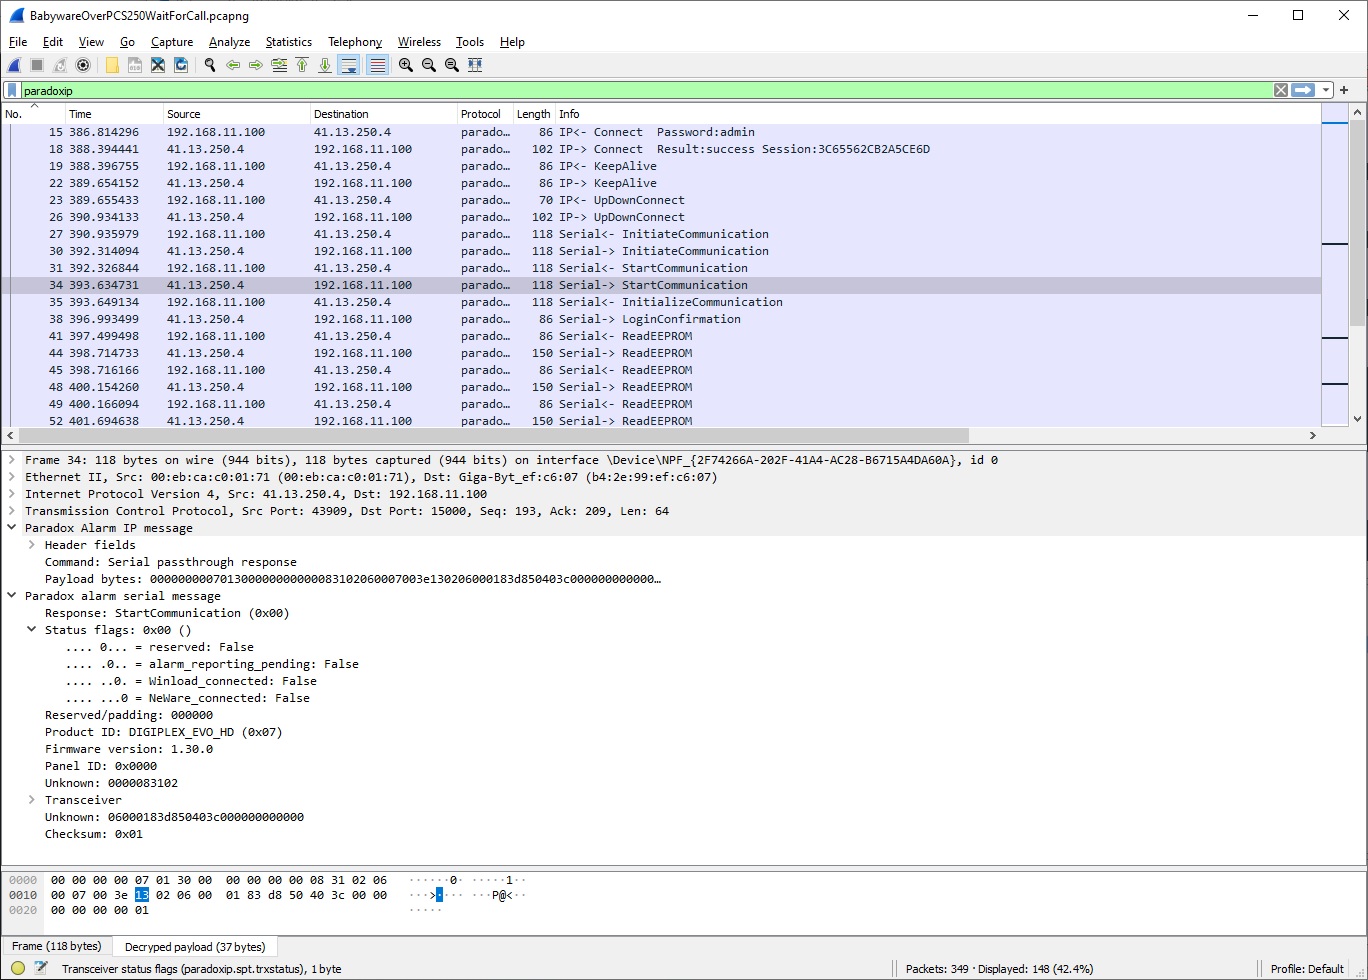 BabywareOverPCS250WaitForCall.pcapng
File Edit View Go Capture Analyze Statistics Telephony Wireless Tools Help
paradoxip
No. Time Source Destination Protocol Length Info
15 386.814296 192.168.11.100 41.13.250.4 parado… 86 IP<- Connect Password:admin
18 388.394441 41.13.250.4 192.168.11.100 parado… 102 IP-> Connect Result:success Session:3C65562CB2A5CE6D
19 388.396755 192.168.11.100 41.13.250.4 parado… 86 IP<- KeepAlive
22 389.654152 41.13.250.4 192.168.11.100 parado… 86 IP-> KeepAlive
23 389.655433 192.168.11.100 41.13.250.4 parado… 70 IP<- UpDownConnect
26 390.934133 41.13.250.4 192.168.11.100 parado… 102 IP-> UpDownConnect
27 390.935979 192.168.11.100 41.13.250.4 parado… 118 Serial<- InitiateCommunication
30 392.314094 41.13.250.4 192.168.11.100 parado… 118 Serial-> InitiateCommunication
31 392.326844 192.168.11.100 41.13.250.4 parado… 118 Serial<- StartCommunication
34 393.634731 41.13.250.4 192.168.11.100 parado… 118 Serial-> StartCommunication
35 393.649134 192.168.11.100 41.13.250.4 parado… 118 Serial<- InitializeCommunication
38 396.993499 41.13.250.4 192.168.11.100 parado… 86 Serial-> LoginConfirmation
41 397.499498 192.168.11.100 41.13.250.4 parado… 86 Serial<- ReadEEPROM
44 398.714733 41.13.250.4 192.168.11.100 parado… 150 Serial-> ReadEEPROM
45 398.716166 192.168.11.100 41.13.250.4 parado… 86 Serial<- ReadEEPROM
48 400.154260 41.13.250.4 192.168.11.100 parado… 150 Serial-> ReadEEPROM
49 400.166094 192.168.11.100 41.13.250.4 parado… 86 Serial<- ReadEEPROM
52 401.694638 41.13.250.4 192.168.11.100 parado… 150 Serial-> ReadEEPROM
Frame 34: 118 bytes on wire (944 bits), 118 bytes captured (944 bits) on interface \Device\NPF_{2F74266A-202F-41A4-AC28-B6715A4DA60A}, id 0
Ethernet II, Src: 00:eb:ca:c0:01:71 (00:eb:ca:c0:01:71), Dst: Giga-Byt_ef:c6:07 (b4:2e:99:ef:c6:07)
Internet Protocol Version 4, Src: 41.13.250.4, Dst: 192.168.11.100
Transmission Control Protocol, Src Port: 43909, Dst Port: 15000, Seq: 193, Ack: 209, Len: 64
Paradox Alarm IP message
Header fields
Command: Serial passthrough response
Payload bytes: 000000000701300000000000083102060007003e130206000183d850403c000000000000…
Paradox alarm serial message
Response: StartCommunication (0x00)
Status flags: 0x00 ()
.... 0... = reserved: False
.... .0.. = alarm_reporting_pending: False
.... ..0. = Winload_connected: False
.... ...0 = NeWare_connected: False
Reserved/padding: 000000
Product ID: DIGIPLEX_EVO_HD (0x07)
Firmware version: 1.30.0
Panel ID: 0x0000
Unknown: 0000083102
Transceiver
Unknown: 06000183d850403c000000000000
Checksum: 0x01
0000 00 00 00 00 07 01 30 00 00 00 00 00 08 31 02 06 ······0· ·····1··
0010 00 07 00 3e 13 02 06 00 01 83 d8 50 40 3c 00 00 ···>···· ···P@<··
0020 00 00 00 00 01 ·····
Frame (118 bytes) Decryped payload (37 bytes)
Transceiver status flags (paradoxip.spt.trxstatus), 1 byte Packets: 349 · Displayed: 148 (42.4%) Profile: Default